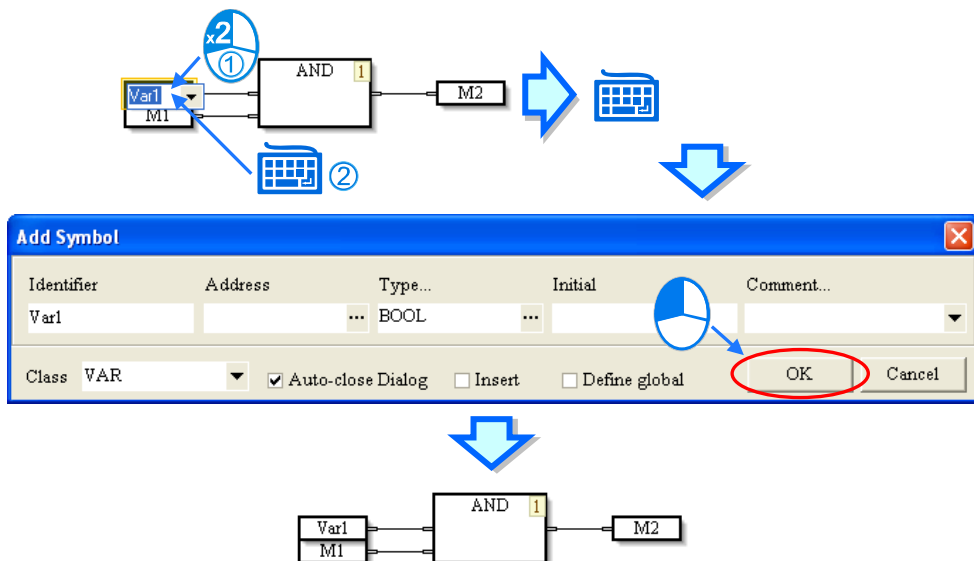 x2
①
AND 1
Var1
M1
M2
②
Add Symbol
Identifier Address Type... Initial Comment...
Var1 ... BOOL ...
Class VAR Auto-close Dialog Insert Define global OK Cancel
AND 1
Var1
M1
M2